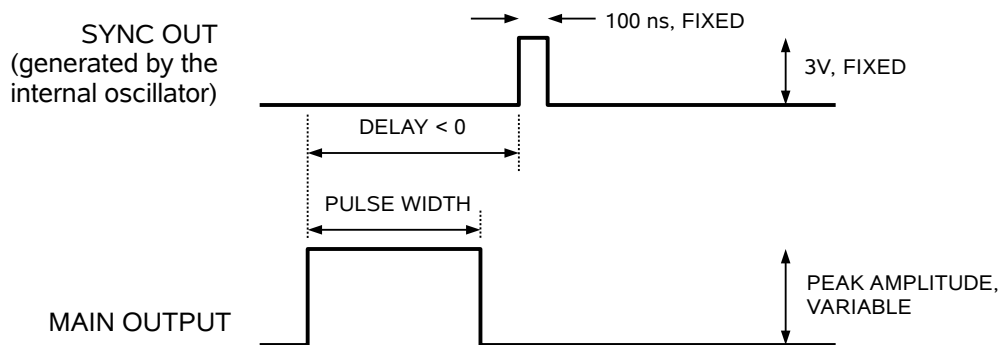 100 ns, FIXED
SYNC OUT
(generated by the
internal oscillator)
3V, FIXED
DELAY < 0
PULSE WIDTH
PEAK AMPLITUDE,
VARIABLE
MAIN OUTPUT